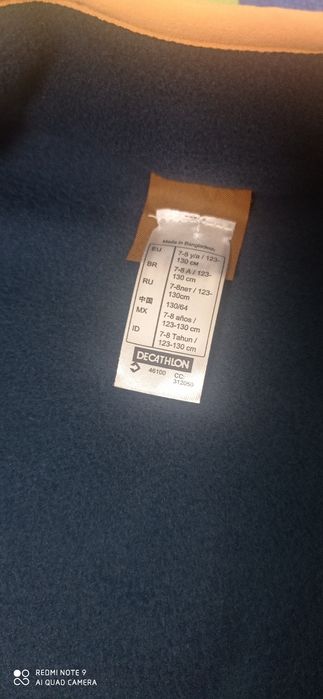 Made in Bangladesh,
EU 7-8 y/a / 123-
130 см
BR 7-8 A / 123-
130 cm
RU 7-8лет / 123-
130cm
中国 130/64
MX 7-8 años /
123-130 cm
ID 7-8 Tahun /
123-130 cm
DECATHLON
46100 CC:
312050
REDMI NOTE 9
AI QUAD CAMERA